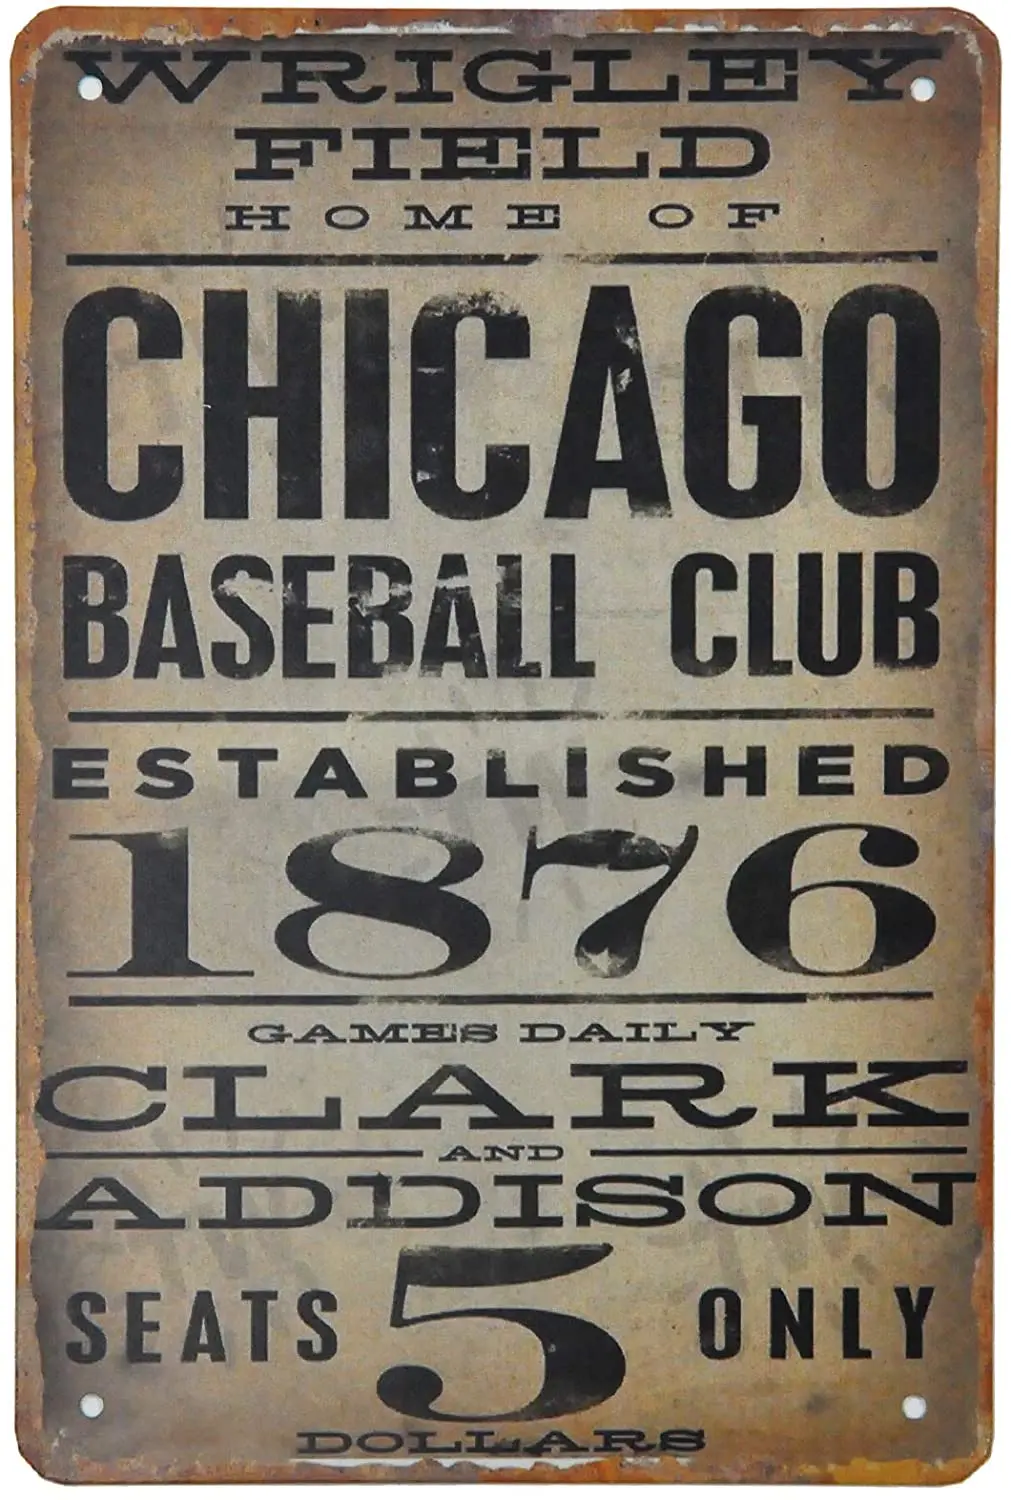 WRIGLEY
FIELD
HOME OF
CHICAGO
BASEBALL CLUB
ESTABLISHED
1876
GAMES DAILY
CLARK
AND
ADDISON
SEATS 5 ONLY
DOLLARS